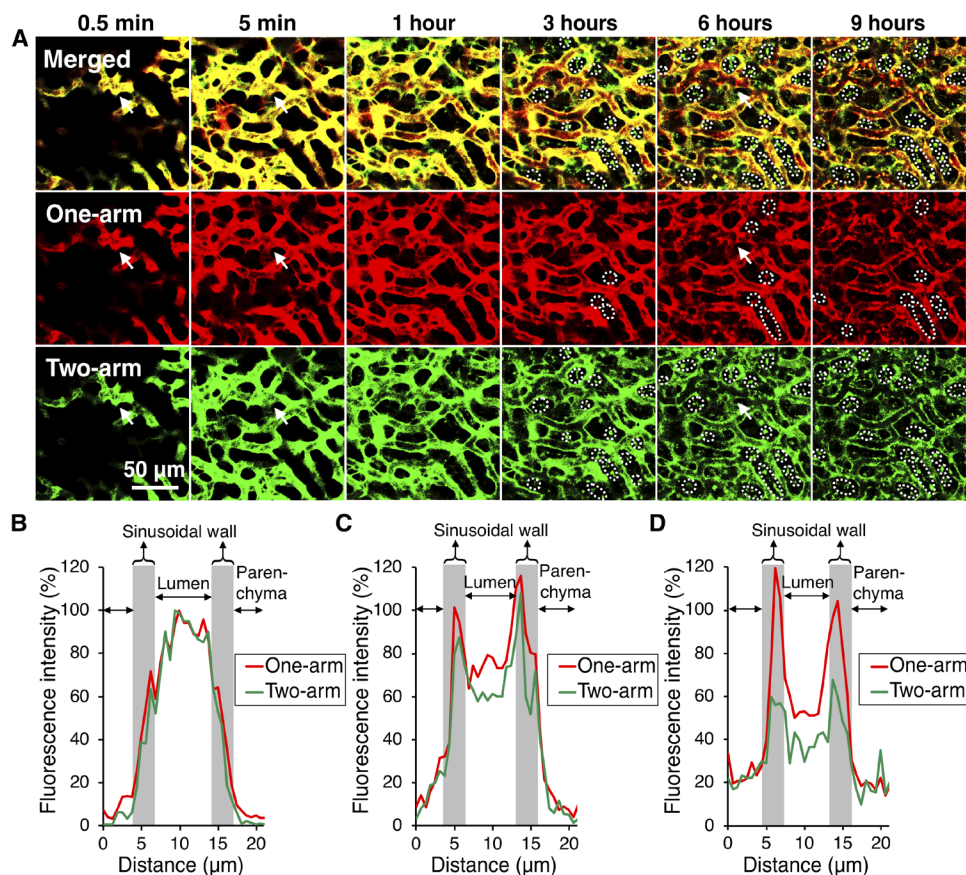 0.5 min 5 min 1 hour 3 hours 6 hours 9 hours
A
Merged
One-arm
Two-arm
50 µm
B
Sinusoidal wall
Lumen
Paren-
chyma
Fluorescence intensity (%)
120
100
80
60
40
20
0
One-arm
Two-arm
0 5 10 15 20
Distance (µm)
C
Sinusoidal wall
Lumen
Paren-
chyma
Fluorescence intensity (%)
120
100
80
60
40
20
0
One-arm
Two-arm
0 5 10 15 20
Distance (µm)
D
Sinusoidal wall
Lumen
Paren-
chyma
Fluorescence intensity (%)
120
100
80
60
40
20
0
One-arm
Two-arm
0 5 10 15 20
Distance (µm)